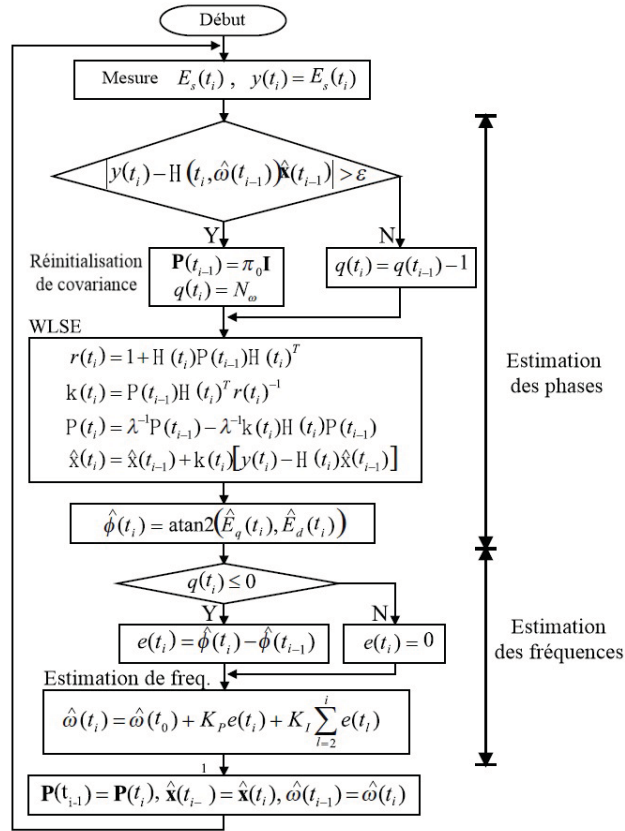 Début
Mesure E_s(t_i) , y(t_i) = E_s(t_i)
|y(t_i) − H(t_i, ω̂(t_{i−1}))x̂(t_{i−1})| > ε
Y
N
Réinitialisation
de covariance
P(t_{i−1}) = π_0 I
q(t_i) = N_ω
q(t_i) = q(t_{i−1}) − 1
WLSE
r(t_i) = 1 + H(t_i)P(t_{i−1})H(t_i)^T
k(t_i) = P(t_{i−1})H(t_i)^T r(t_i)^{−1}
P(t_i) = λ^{−1}P(t_{i−1}) − λ^{−1}k(t_i)H(t_i)P(t_{i−1})
x̂(t_i) = x̂(t_{i−1}) + k(t_i)[y(t_i) − H(t_i)x̂(t_{i−1})]
Estimation
des phases
ϕ̂(t_i) = atan2(Ê_q(t_i), Ê_d(t_i))
q(t_i) ≤ 0
Y
N
e(t_i) = ϕ̂(t_i) − ϕ̂(t_{i−1})
e(t_i) = 0
Estimation
des fréquences
Estimation de freq.
ω̂(t_i) = ω̂(t_0) + K_P e(t_i) + K_I ∑_{l=2}^{i} e(t_l)
1
P(t_{i-1}) = P(t_i), x̂(t_{i−}) = x̂(t_i), ω̂(t_{i−1}) = ω̂(t_i)